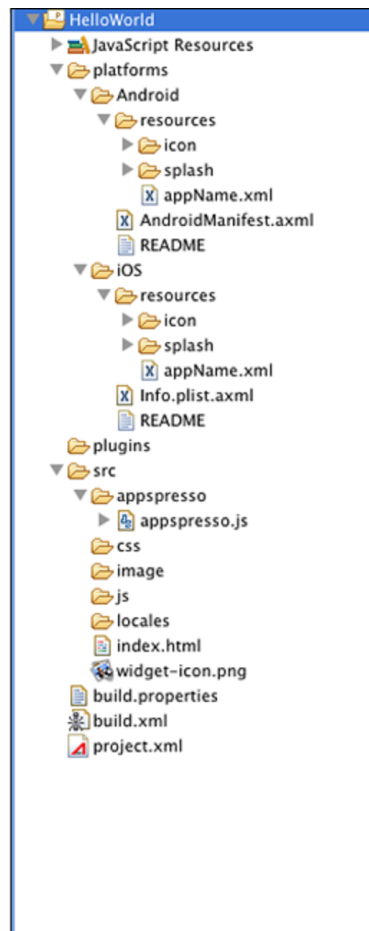 HelloWorld
JavaScript Resources
platforms
Android
resources
icon
splash
appName.xml
AndroidManifest.axml
README
iOS
resources
icon
splash
appName.xml
Info.plist.axml
README
plugins
src
appspresso
appspresso.js
css
image
js
locales
index.html
widget-icon.png
build.properties
build.xml
project.xml